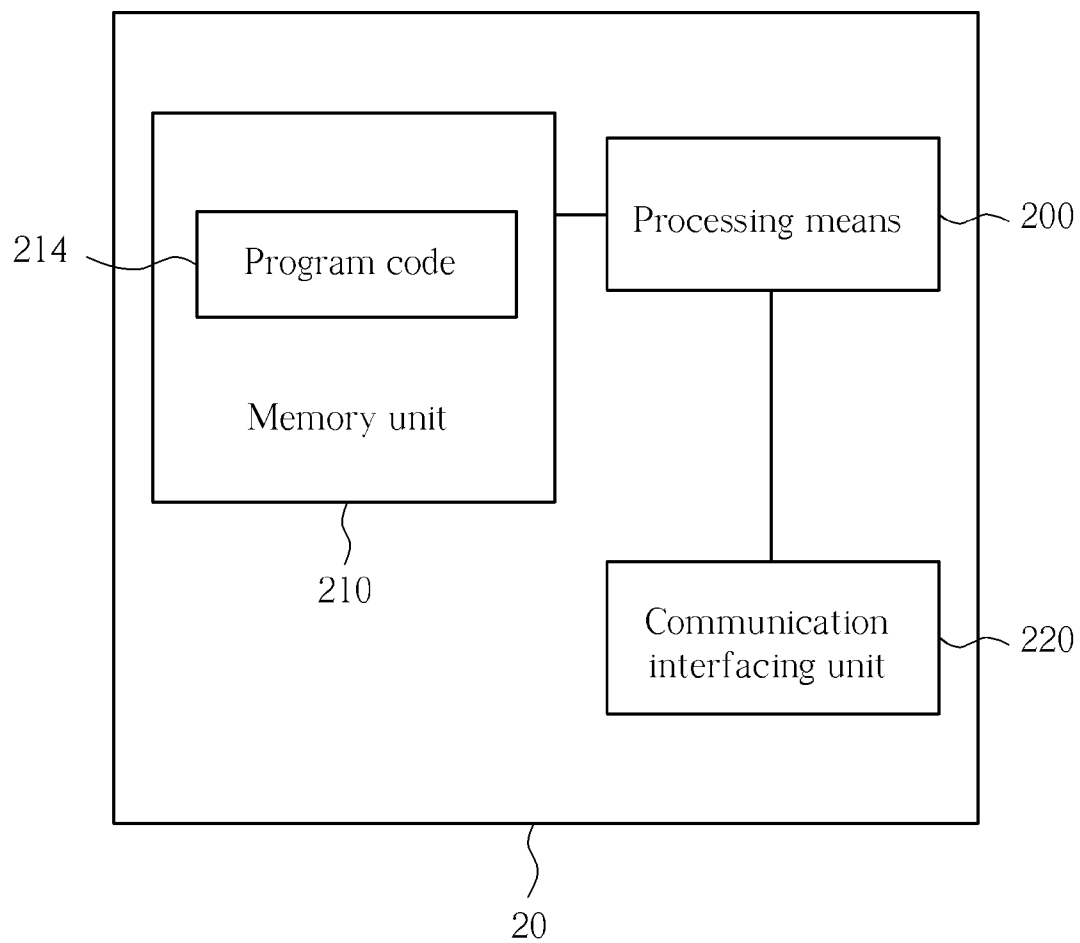 Processing means
200
214
Program code
Memory unit
210
Communication
interfacing unit
220
20